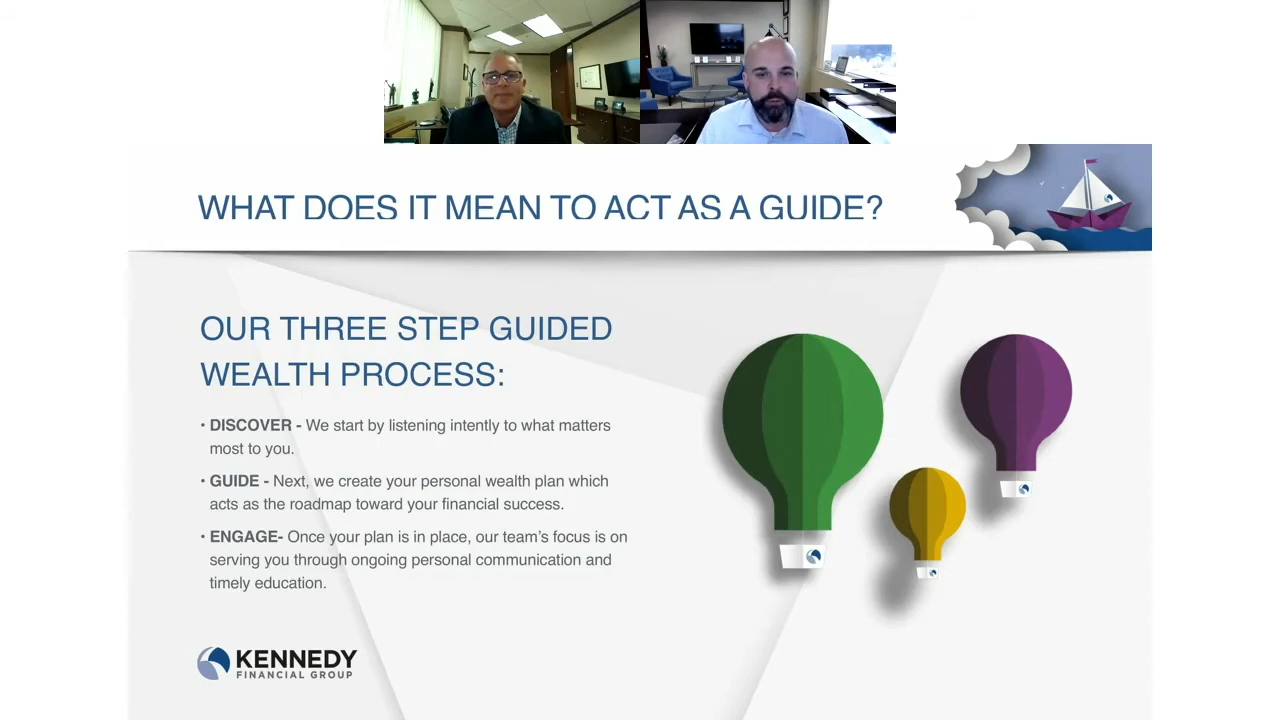 WHAT DOES IT MEAN TO ACT AS A GUIDE?
OUR THREE STEP GUIDED
WEALTH PROCESS:
• DISCOVER - We start by listening intently to what matters
most to you.
• GUIDE - Next, we create your personal wealth plan which
acts as the roadmap toward your financial success.
• ENGAGE- Once your plan is in place, our team's focus is on
serving you through ongoing personal communication and
timely education.
KENNEDY
FINANCIAL GROUP